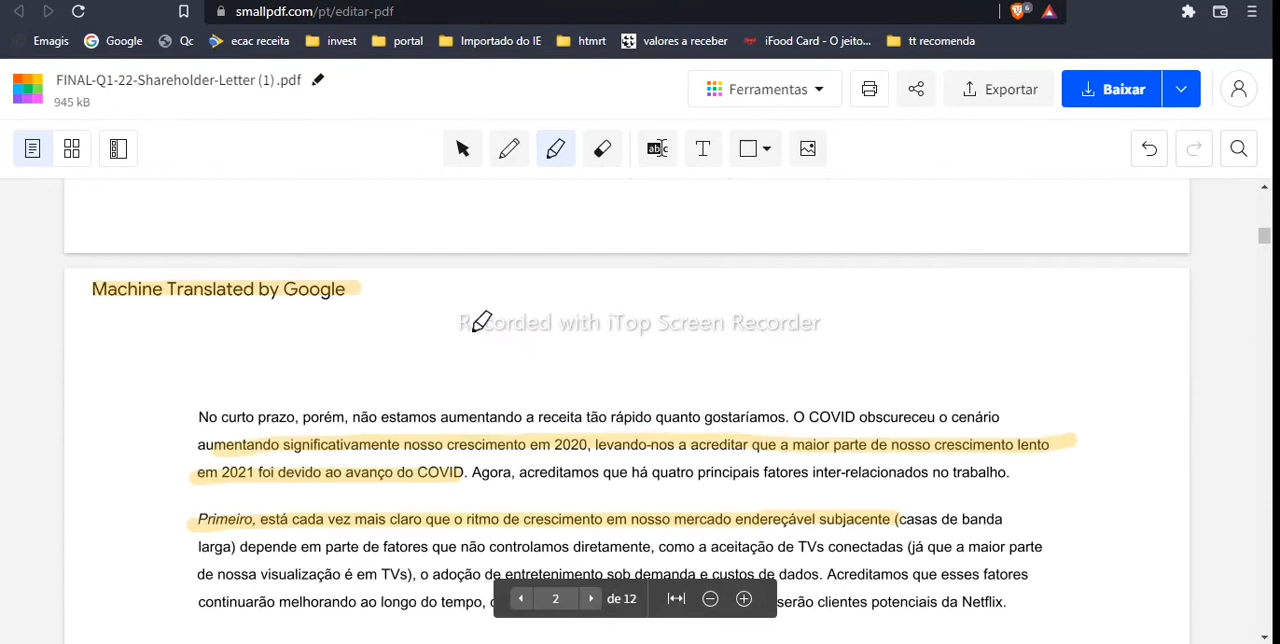 smallpdf.com/pt/editar-pdf
6
Emagis Google Qc ecac receita invest portal Importado do IE htmrt valores a receber iFood Card - O jeito... tt recomenda
FINAL-Q1-22-Shareholder-Letter (1) .pdf
945 kB
Ferramentas
Exportar
Baixar
abc
T
Machine Translated by Google
Recorded with iTop Screen Recorder
No curto prazo, porém, não estamos aumentando a receita tão rápido quanto gostaríamos. O COVID obscureceu o cenário
aumentando significativamente nosso crescimento em 2020, levando-nos a acreditar que a maior parte de nosso crescimento lento
em 2021 foi devido ao avanço do COVID. Agora, acreditamos que há quatro principais fatores inter-relacionados no trabalho.
Primeiro, está cada vez mais claro que o ritmo de crescimento em nosso mercado endereçável subjacente (casas de banda
larga) depende em parte de fatores que não controlamos diretamente, como a aceitação de TVs conectadas (já que a maior parte
de nossa visualização é em TVs), o adoção de entretenimento sob demanda e custos de dados. Acreditamos que esses fatores
continuarão melhorando ao longo do tempo, serão clientes potenciais da Netflix.
2 de 12